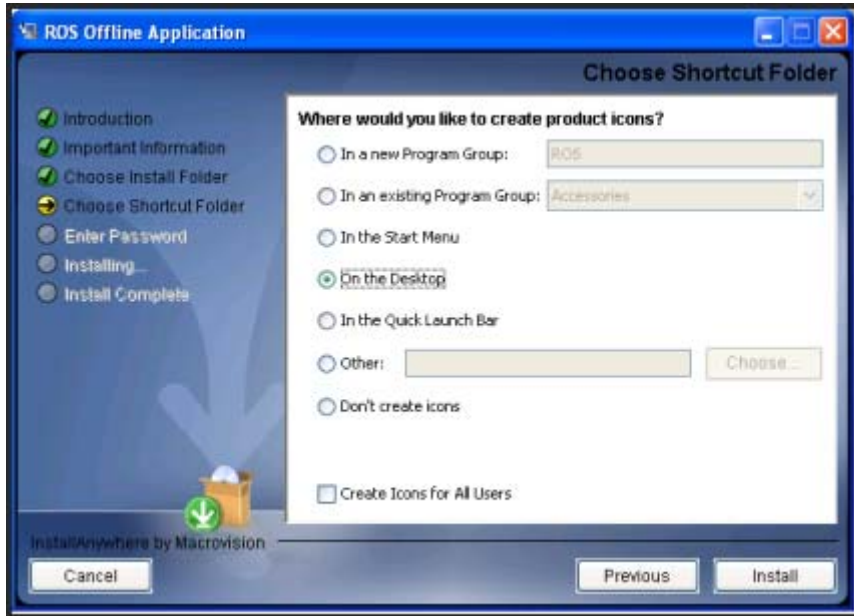 ROS Offline Application
Choose Shortcut Folder
Introduction
Important Information
Choose Install Folder
Choose Shortcut Folder
Enter Password
Installing...
Install Complete
Where would you like to create product icons?
In a new Program Group: ROS
In an existing Program Group: Accessories
In the Start Menu
On the Desktop
In the Quick Launch Bar
Other: Choose...
Don't create icons
Create Icons for All Users
InstallAnywhere by Macrovision
Cancel Previous Install